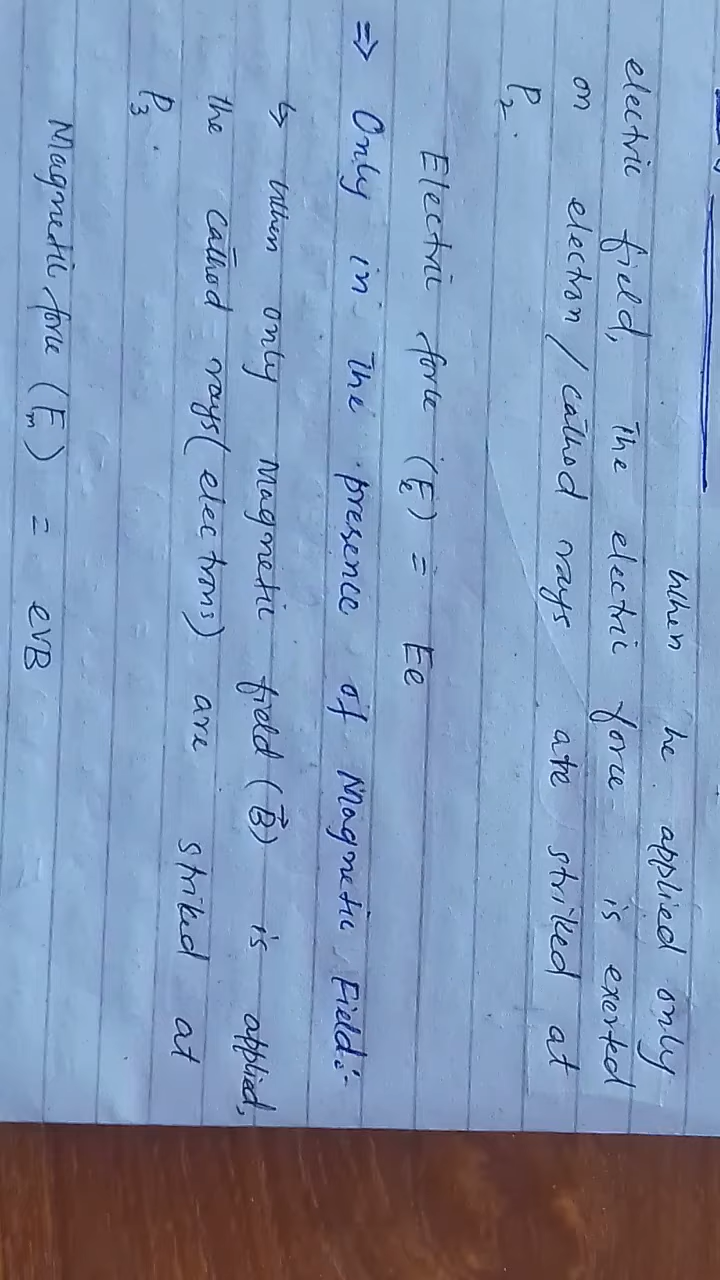 When he applied only
electric field, the electric force is exerted
on electron / cathod rays are striked at
P2.
Electric force (Fe) = Ee
⇒ Only in the presence of Magnetic Field:-
↳ When only Magnetic field (B⃗) is applied,
the cathod rays (electrons) are striked at
P3.
Magnetic force (Fm) = evB